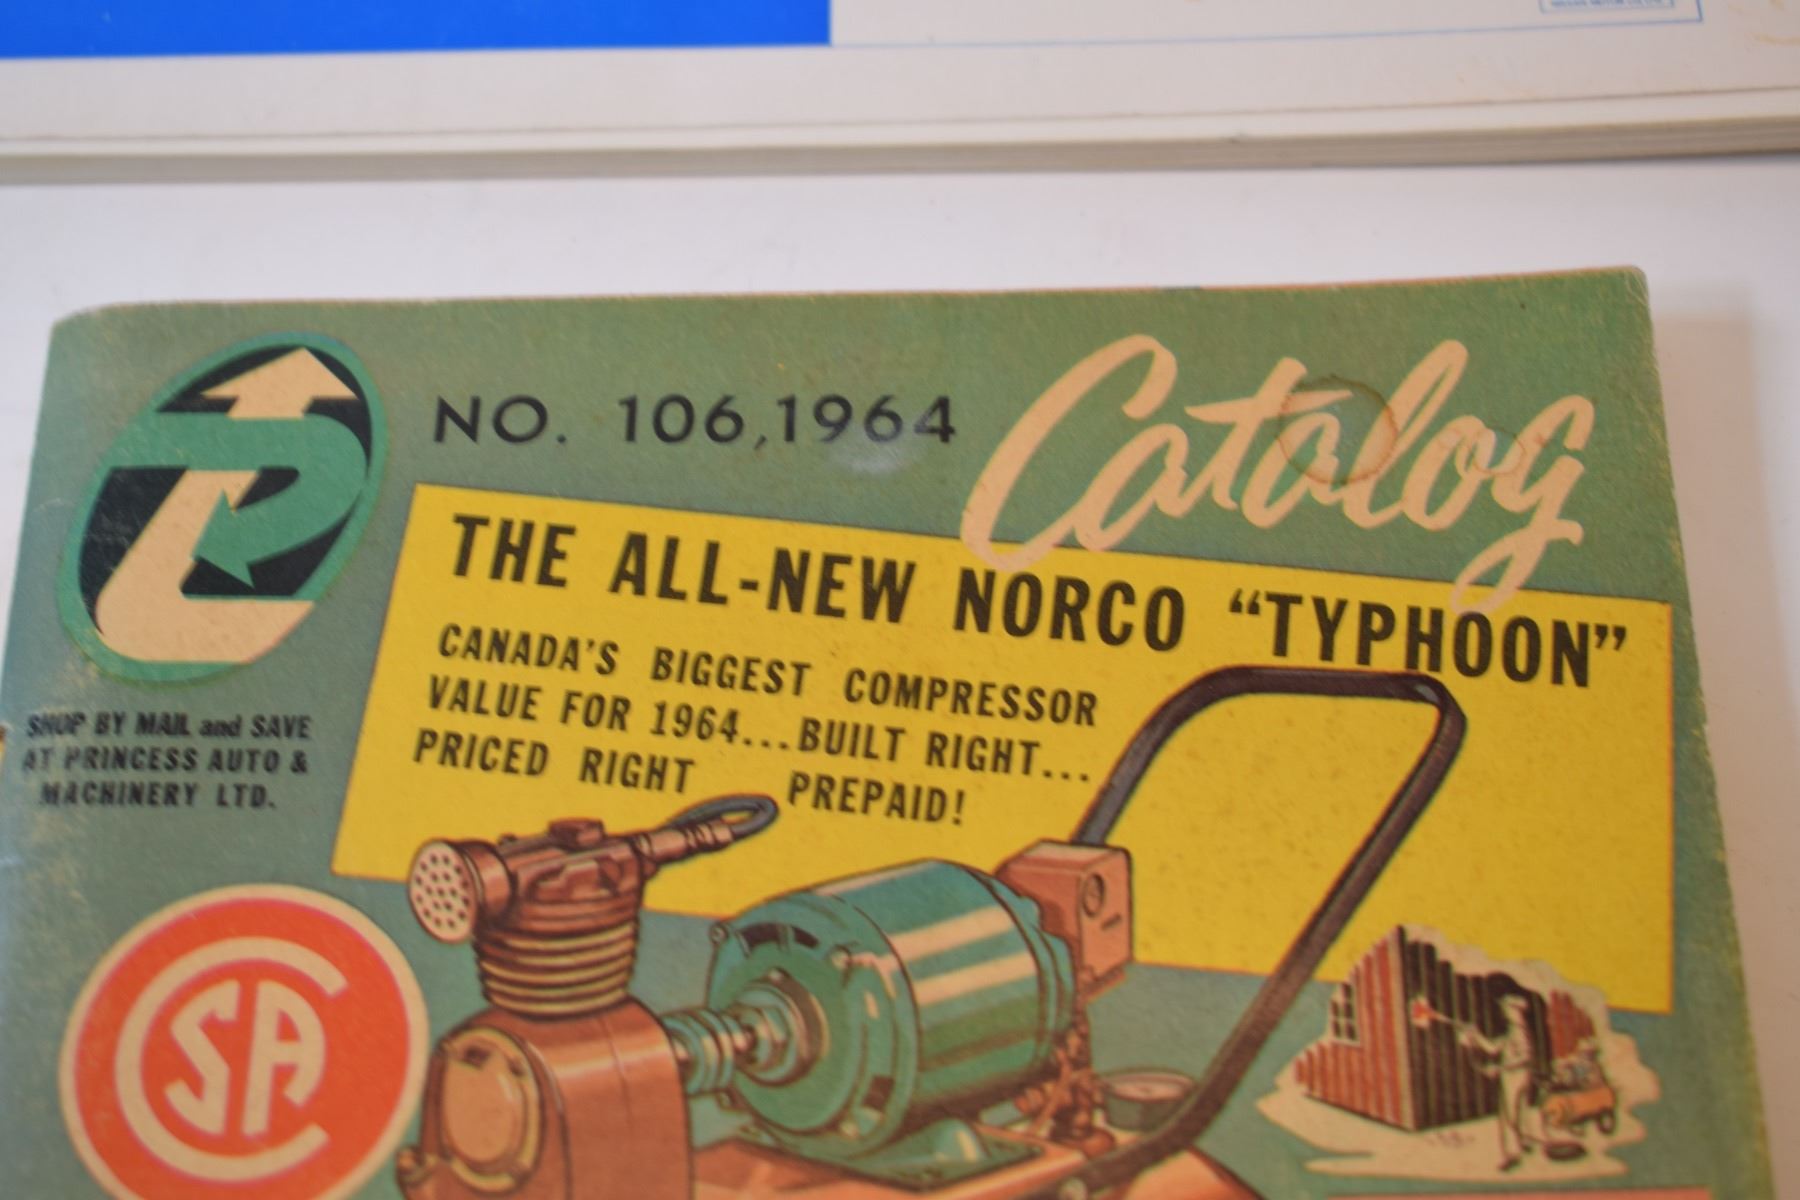 NO. 106, 1964
Catalog
THE ALL-NEW NORCO “TYPHOON”
CANADA'S BIGGEST COMPRESSOR
VALUE FOR 1964...BUILT RIGHT...
PRICED RIGHT PREPAID!
SHOP BY MAIL and SAVE
AT PRINCESS AUTO &
MACHINERY LTD.
CSA